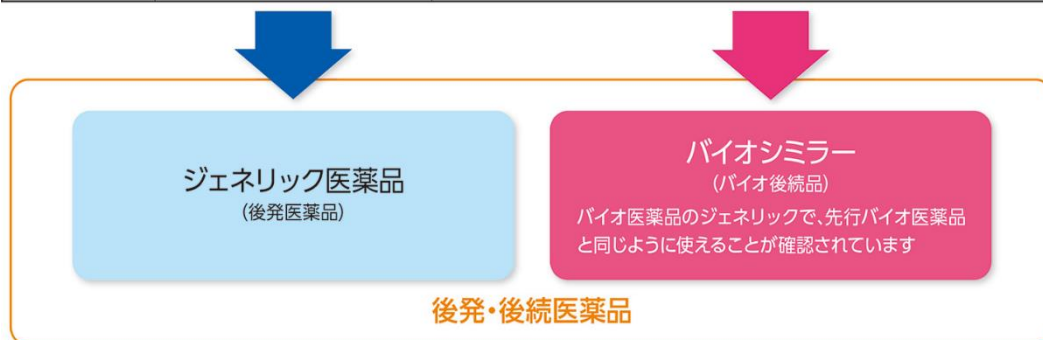 ジェネリック医薬品
(後発医薬品)
バイオシミラー
(バイオ後続品)
バイオ医薬品のジェネリックで、先行バイオ医薬品
と同じように使えることが確認されています
後発・後続医薬品